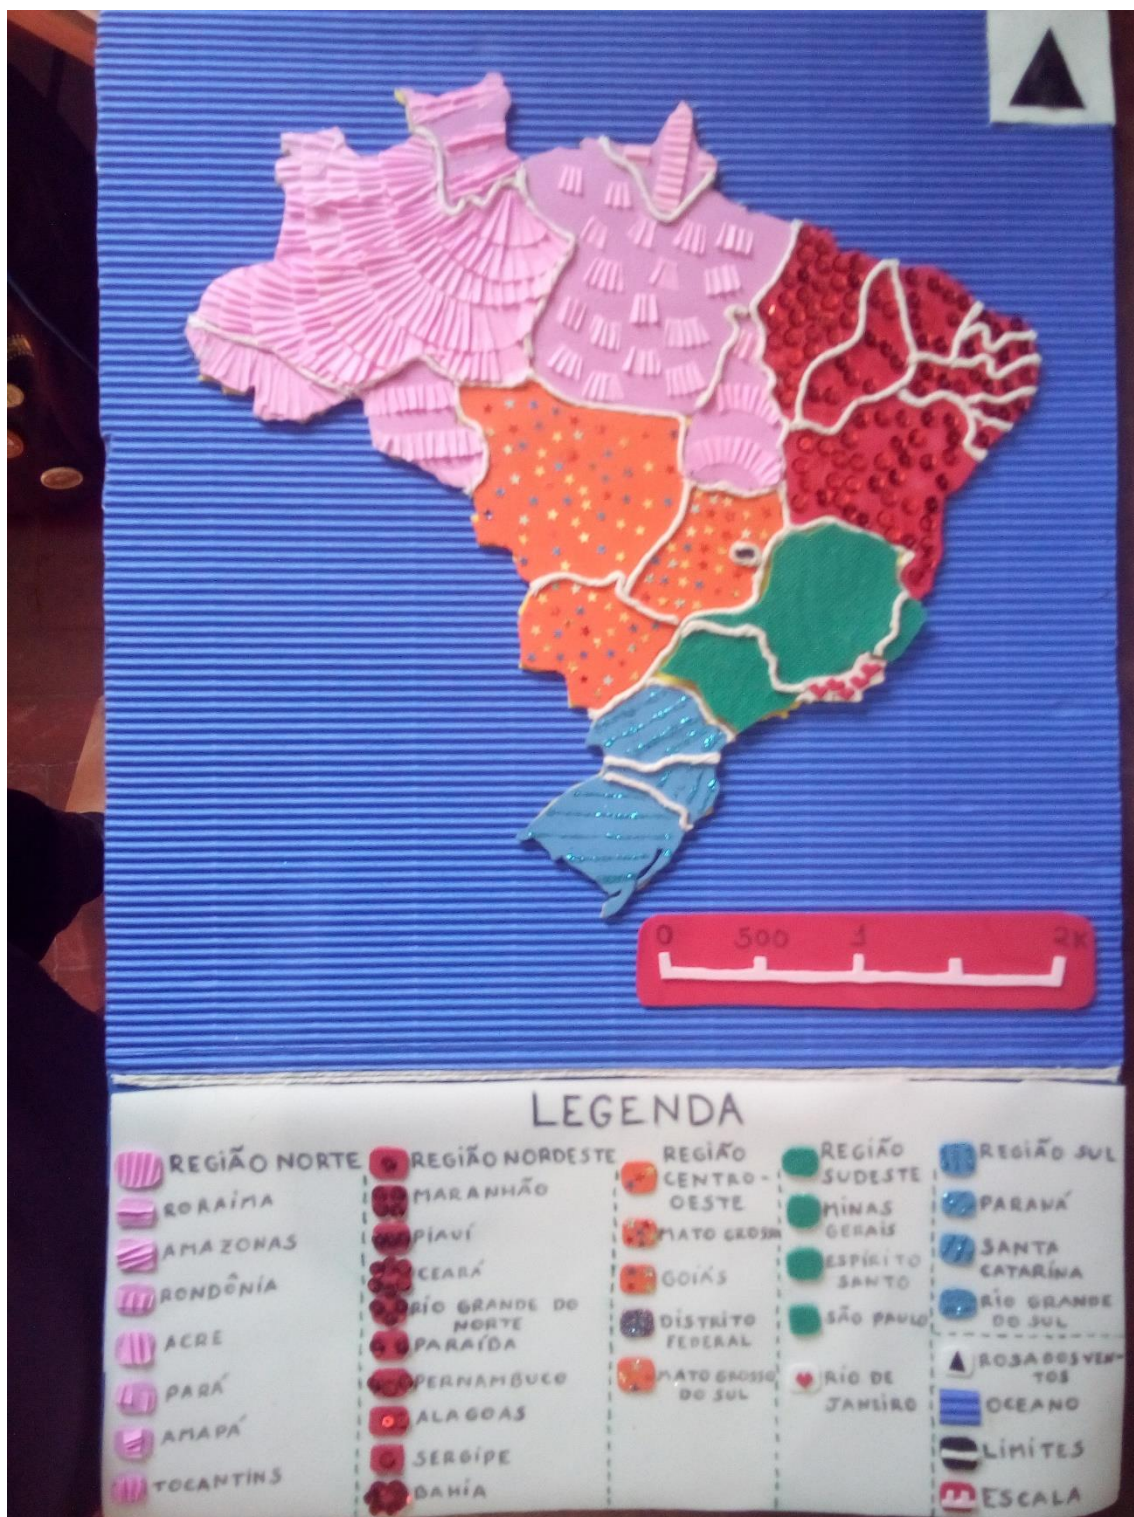 0 500 1 2K
LEGENDA
REGIÃO NORTE
RORAIMA
AMAZONAS
RONDÔNIA
ACRE
PARÁ
AMAPÁ
TOCANTINS
REGIÃO NORDESTE
MARANHÃO
PIAUÍ
CEARÁ
RIO GRANDE DO
NORTE
PARAÍBA
PERNAMBUCO
ALAGOAS
SERGIPE
BAHIA
REGIÃO
CENTRO-
OESTE
MATO GROSSO
GOIÁS
DISTRITO
FEDERAL
MATO GROSSO
DO SUL
REGIÃO
SUDESTE
MINAS
GERAIS
ESPÍRITO
SANTO
SÃO PAULO
RIO DE
JANEIRO
REGIÃO SUL
PARANÁ
SANTA
CATARINA
RIO GRANDE
DO SUL
ROSA DOS VEN-
TOS
OCEANO
LIMITES
ESCALA